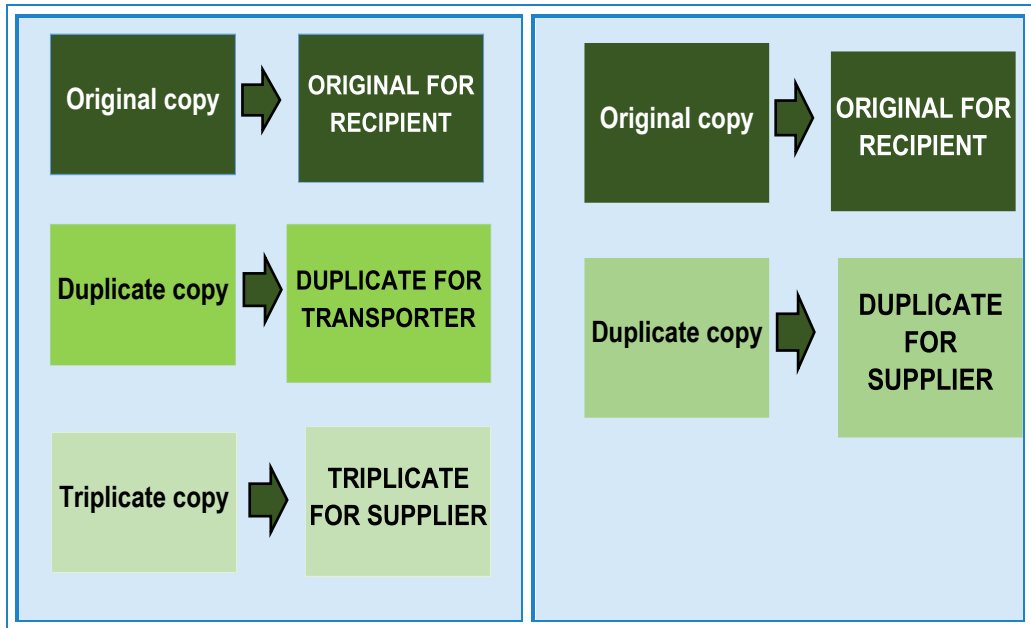 Original copy
ORIGINAL FOR
RECIPIENT
Duplicate copy
DUPLICATE FOR
TRANSPORTER
Triplicate copy
TRIPLICATE
FOR SUPPLIER
Original copy
ORIGINAL FOR
RECIPIENT
Duplicate copy
DUPLICATE
FOR
SUPPLIER